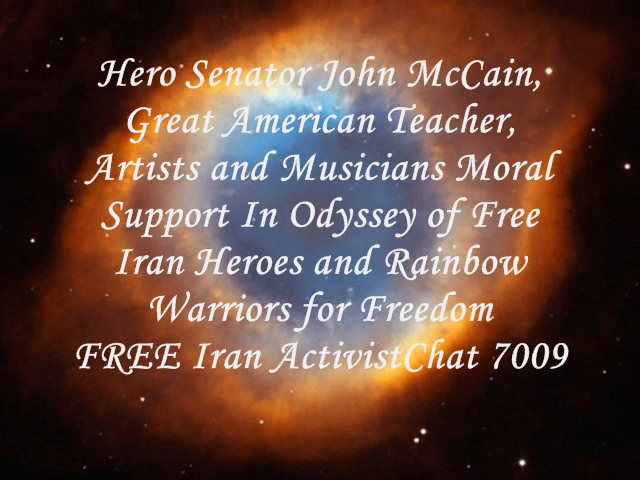 Hero Senator John McCain,
Great American Teacher,
Artists and Musicians Moral
Support In Odyssey of Free
Iran Heroes and Rainbow
Warriors for Freedom
FREE Iran ActivistChat 7009